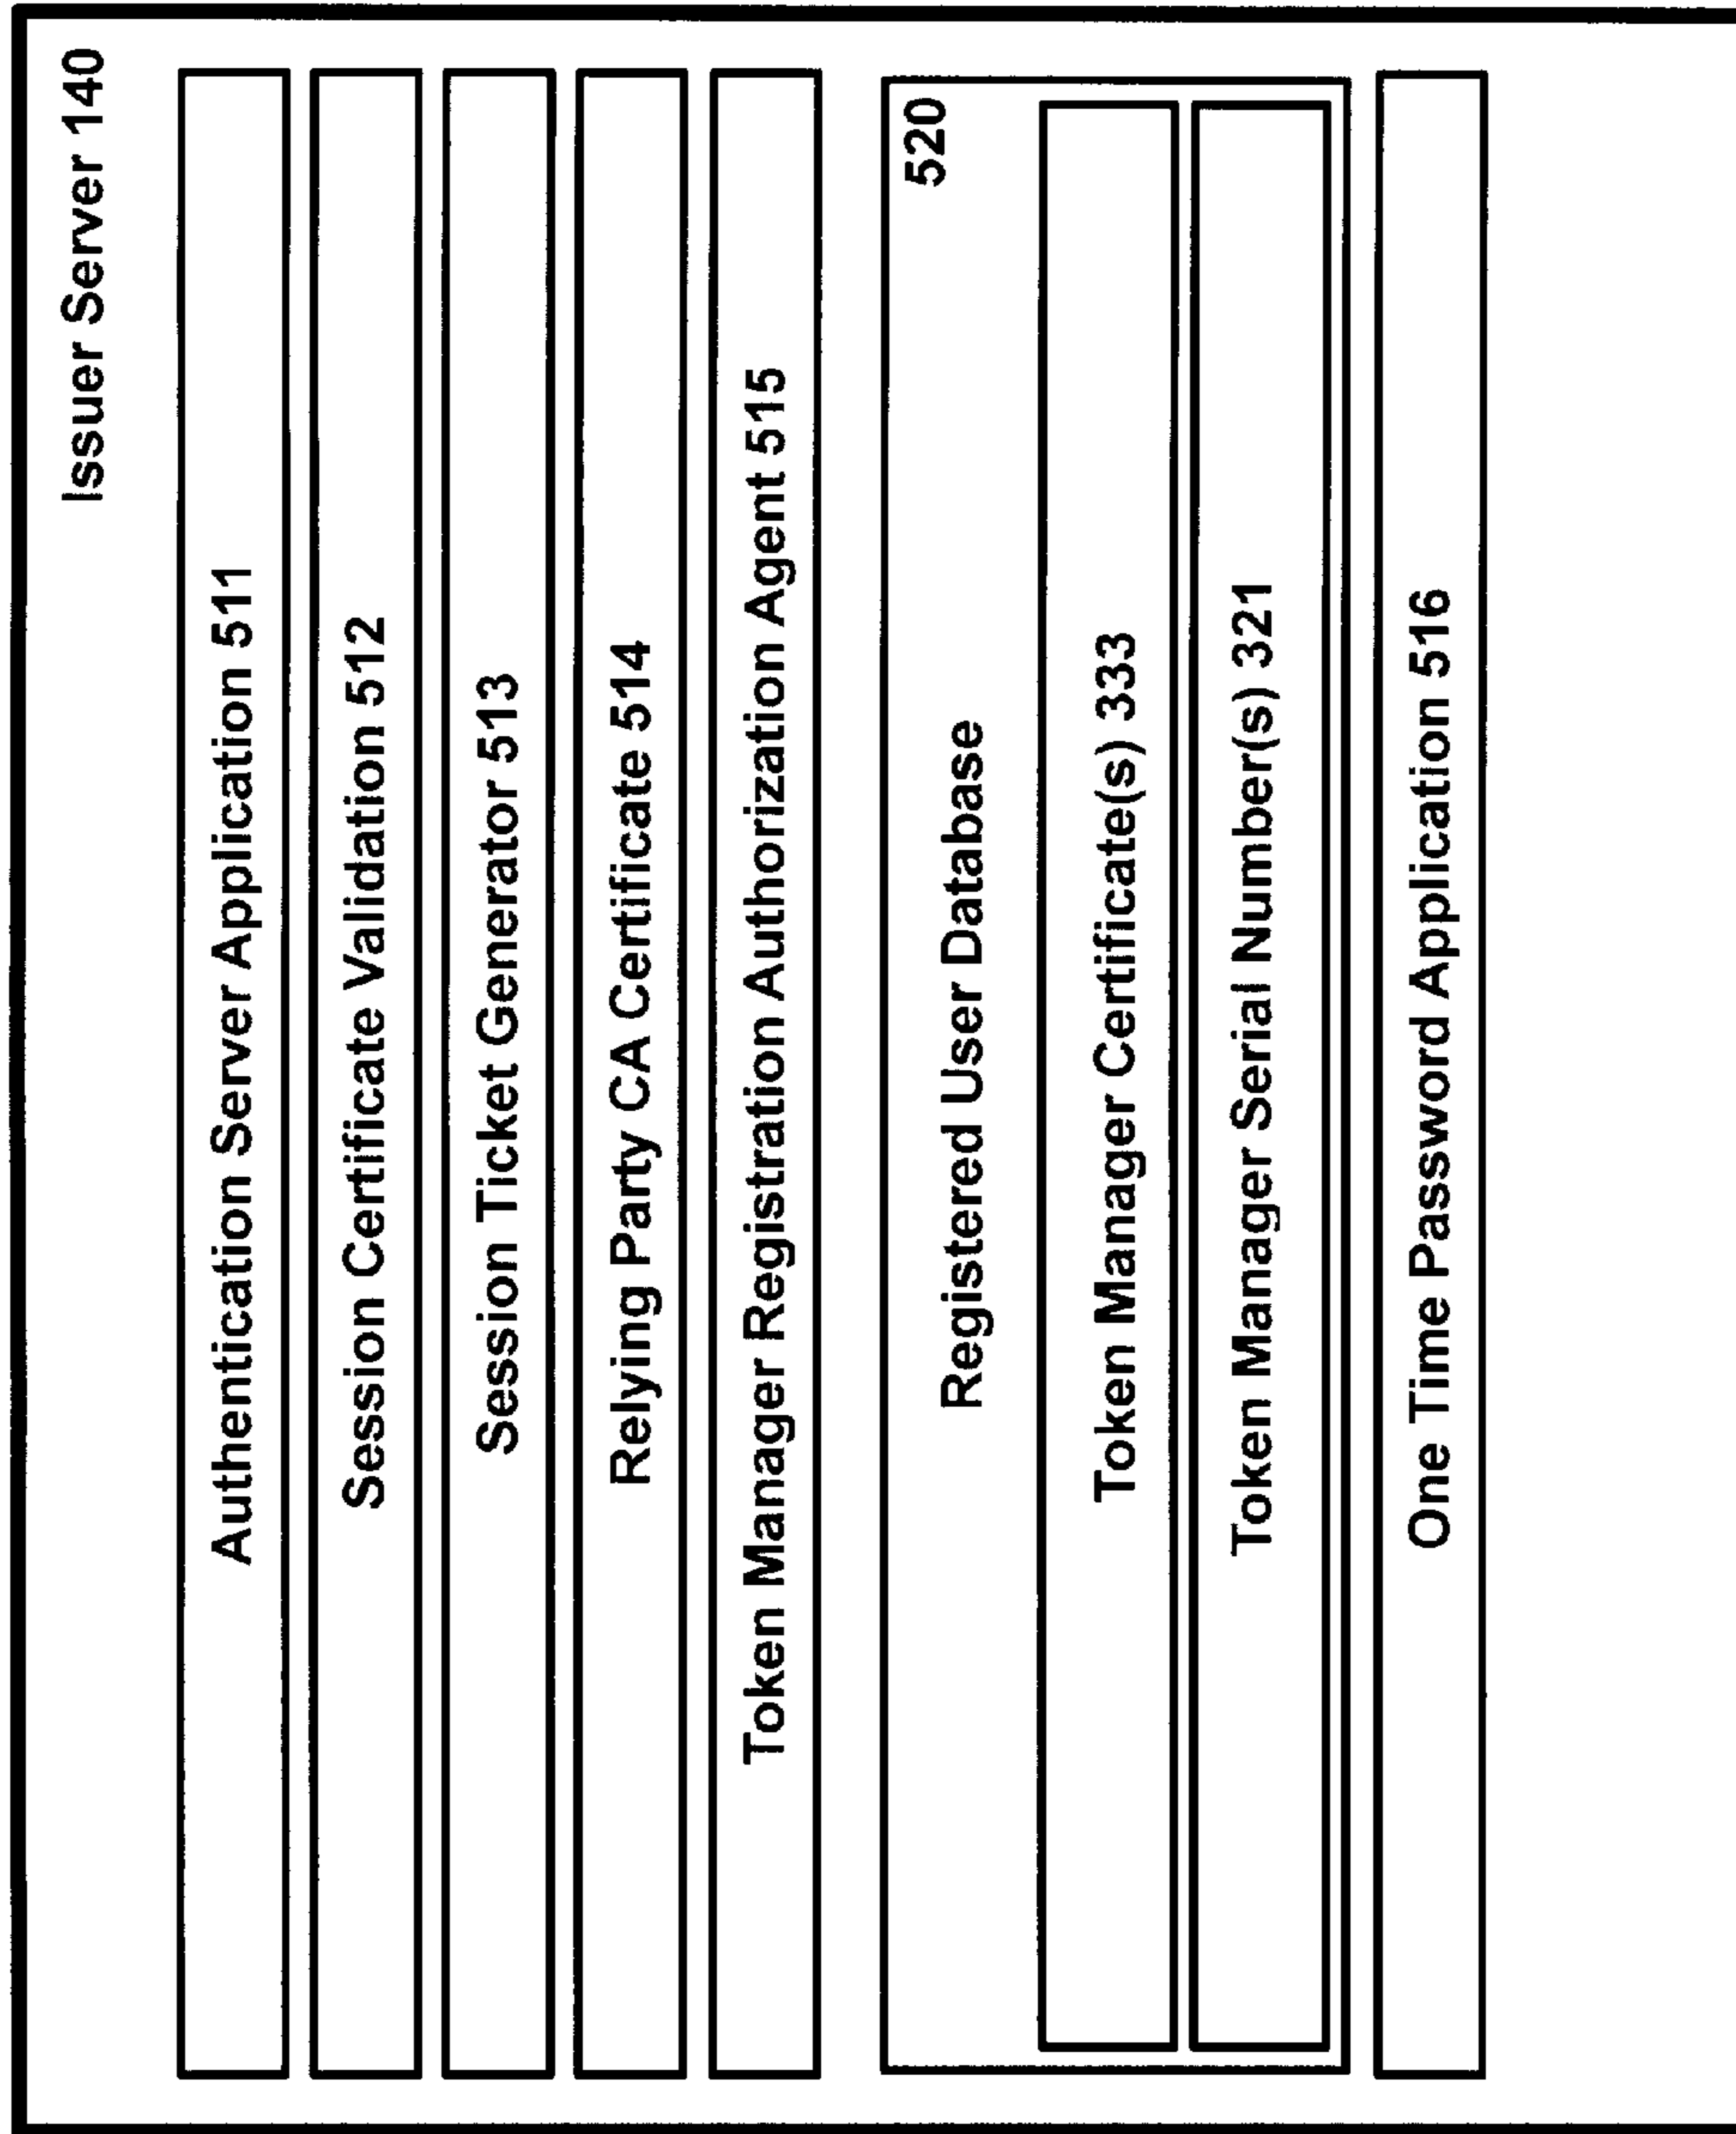 Issuer Server 140
Authentication Server Application 511
Session Certificate Validation 512
Session Ticket Generator 513
Relying Party CA Certificate 514
Token Manager Registration Authorization Agent 515
520
Registered User Database
Token Manager Certificate(s) 333
Token Manager Serial Number(s) 321
One Time Password Application 516